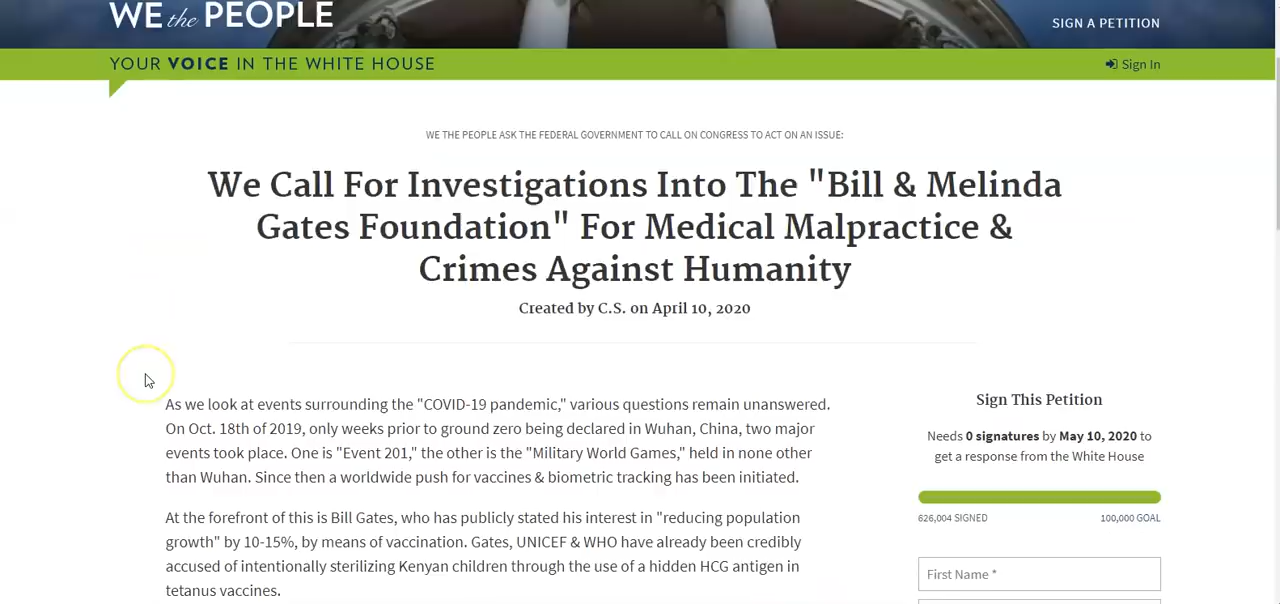 WE the PEOPLE
SIGN A PETITION
YOUR VOICE IN THE WHITE HOUSE
Sign In
WE THE PEOPLE ASK THE FEDERAL GOVERNMENT TO CALL ON CONGRESS TO ACT ON AN ISSUE:
We Call For Investigations Into The "Bill & Melinda
Gates Foundation" For Medical Malpractice &
Crimes Against Humanity
Created by C.S. on April 10, 2020
As we look at events surrounding the "COVID-19 pandemic," various questions remain unanswered.
On Oct. 18th of 2019, only weeks prior to ground zero being declared in Wuhan, China, two major
events took place. One is "Event 201," the other is the "Military World Games," held in none other
than Wuhan. Since then a worldwide push for vaccines & biometric tracking has been initiated.
At the forefront of this is Bill Gates, who has publicly stated his interest in "reducing population
growth" by 10-15%, by means of vaccination. Gates, UNICEF & WHO have already been credibly
accused of intentionally sterilizing Kenyan children through the use of a hidden HCG antigen in
tetanus vaccines.
Sign This Petition
Needs 0 signatures by May 10, 2020 to
get a response from the White House
626,004 SIGNED
100,000 GOAL
First Name *